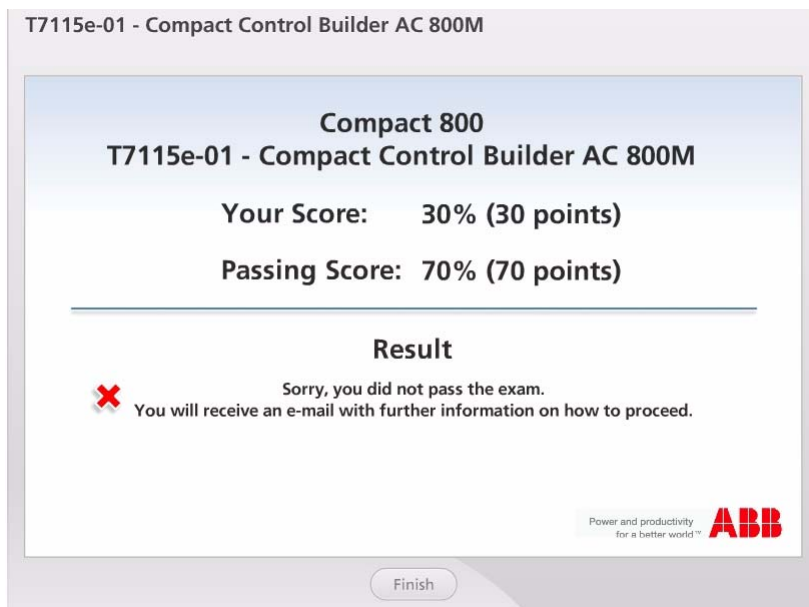 T7115e-01 - Compact Control Builder AC 800M
Compact 800
T7115e-01 - Compact Control Builder AC 800M
Your Score: 30% (30 points)
Passing Score: 70% (70 points)
Result
Sorry, you did not pass the exam.
You will receive an e-mail with further information on how to proceed.
Power and productivity
for a better world™
ABB
Finish